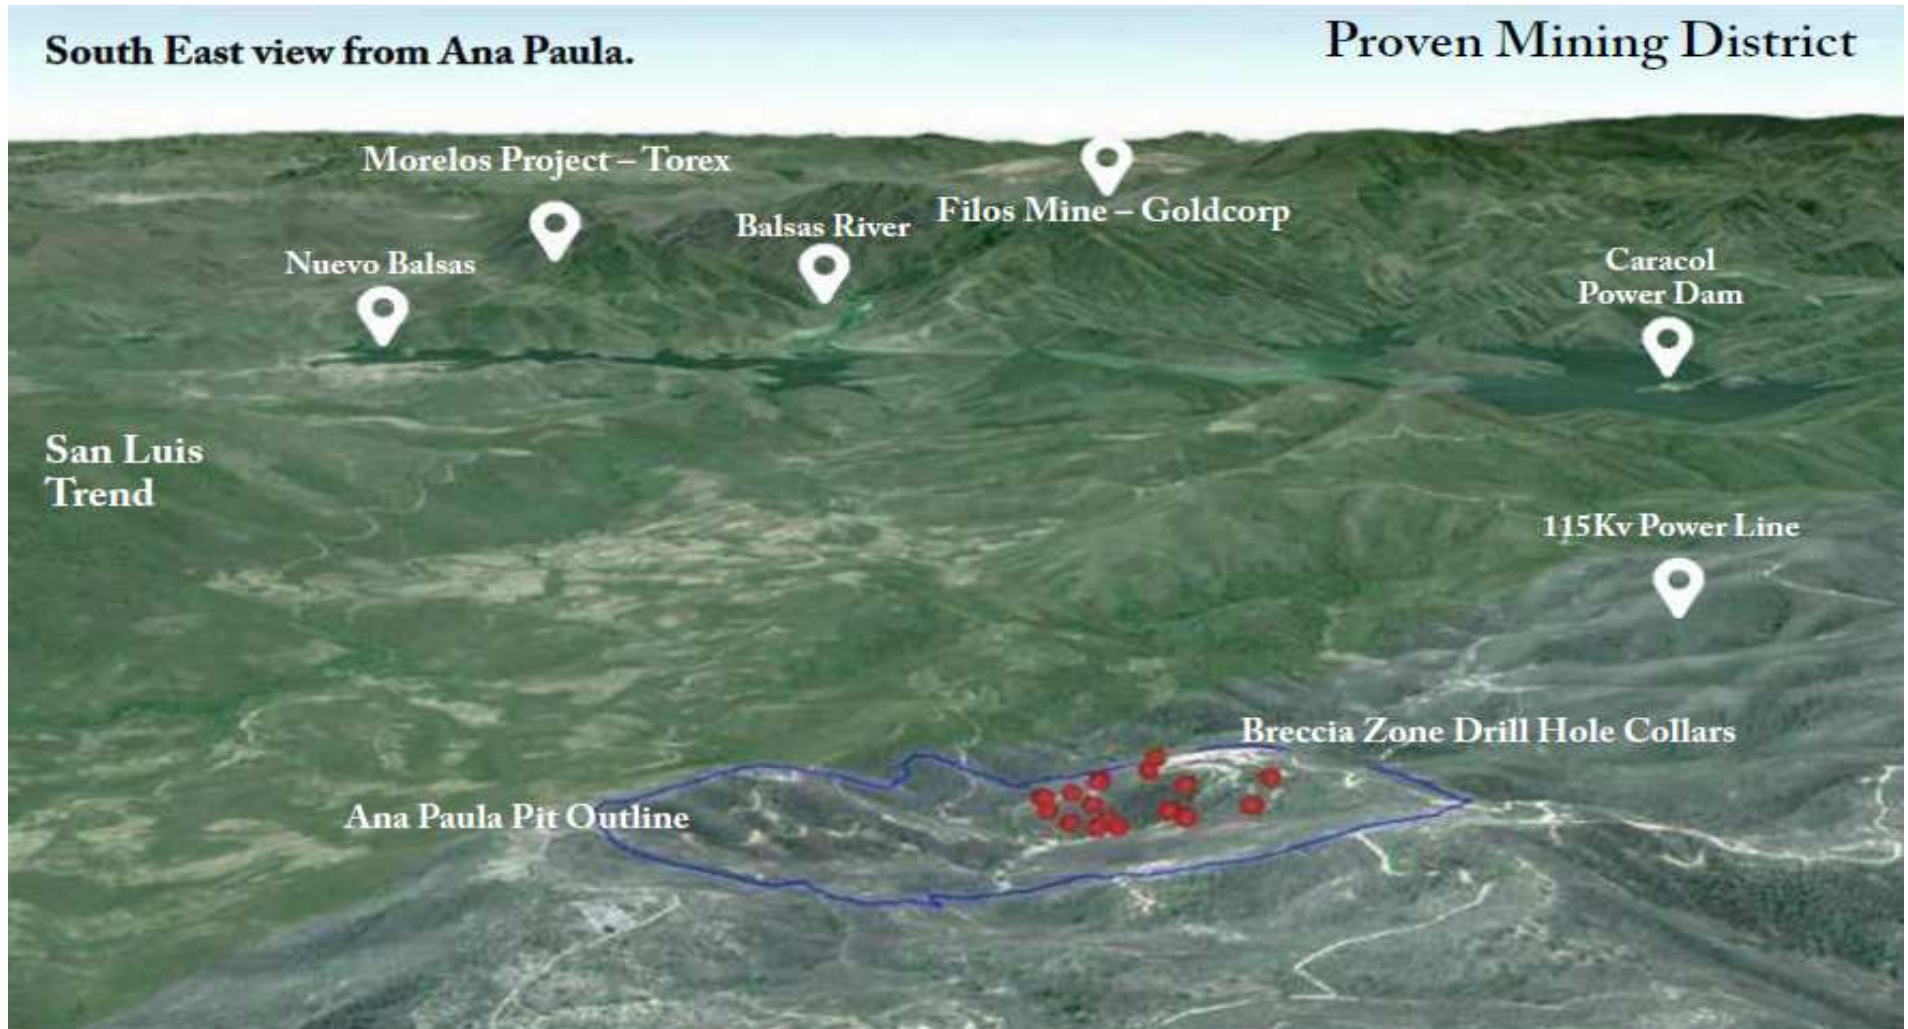 South East view from Ana Paula.
Proven Mining District
Morelos Project – Torex
Filos Mine – Goldcorp
Balsas River
Nuevo Balsas
Caracol
Power Dam
San Luis
Trend
115Kv Power Line
Breccia Zone Drill Hole Collars
Ana Paula Pit Outline